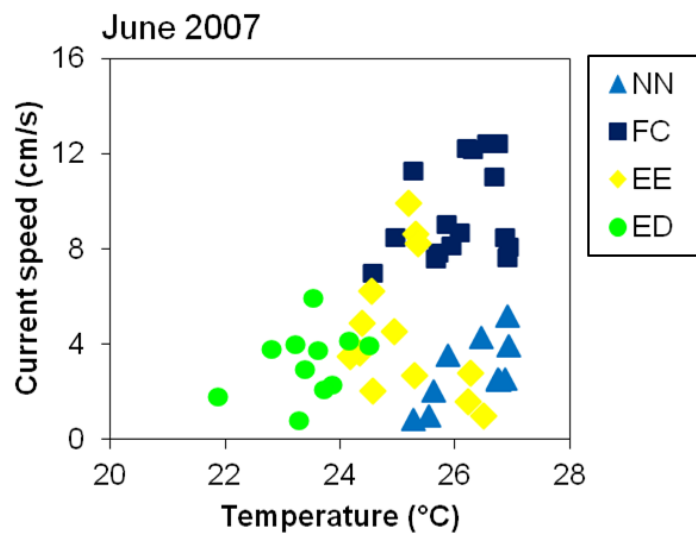 June 2007
16
12
8
4
0
Current speed (cm/s)
20 22 24 26 28
Temperature (°C)
NN
FC
EE
ED